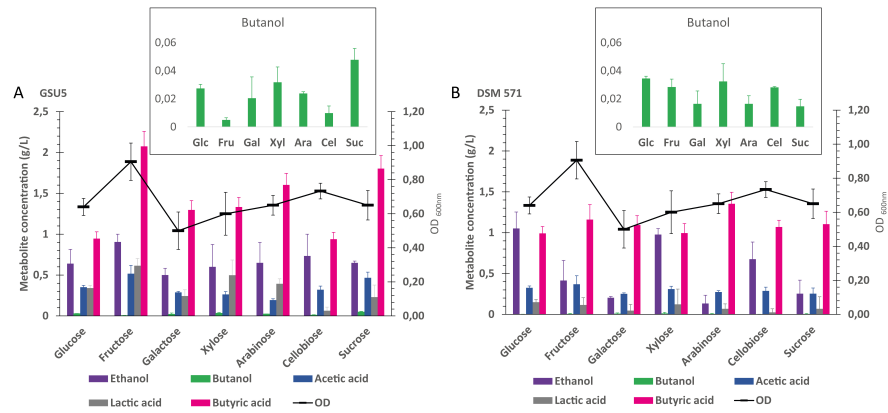 Butanol
0,06
0,04
0,02
0
Glc Fru Gal Xyl Ara Cel Suc
A GSU5
2,5
2
1,5
1
0,5
0
Metabolite concentration (g/L)
1,20
1,00
0,80
0,60
0,40
0,20
0,00
OD 600nm
Glucose
Fructose
Galactose
Xylose
Arabinose
Cellobiose
Sucrose
Ethanol Butanol Acetic acid
Lactic acid Butyric acid OD
Butanol
0,06
0,04
0,02
0
Glc Fru Gal Xyl Ara Cel Suc
B DSM 571
2,5
2
1,5
1
0,5
0
Metabolite concentration (g/L)
1,20
1,00
0,80
0,60
0,40
0,20
0,00
OD 600nm
Glucose
Fructose
Galactose
Xylose
Arabinose
Cellobiose
Sucrose
Ethanol Butanol Acetic acid
Lactic acid Butyric acid OD